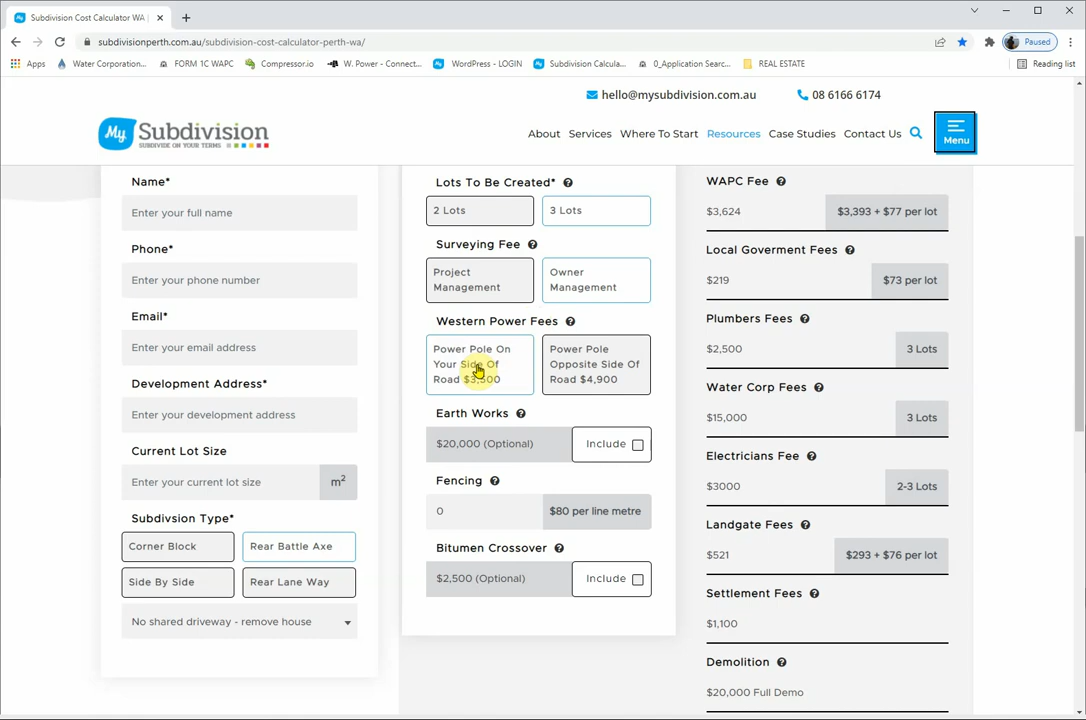 Subdivision Cost Calculator WA |
subdivisionperth.com.au/subdivision-cost-calculator-perth-wa/
Paused
Apps
Water Corporation...
FORM 1C WAPC
Compressor.io
W. Power - Connect...
WordPress - LOGIN
Subdivision Calcula...
0_Application Searc...
REAL ESTATE
Reading list
hello@mysubdivision.com.au
08 6166 6174
My Subdivision
SUBDIVIDE ON YOUR TERMS
About
Services
Where To Start
Resources
Case Studies
Contact Us
Menu
Name*
Enter your full name
Phone*
Enter your phone number
Email*
Enter your email address
Development Address*
Enter your development address
Current Lot Size
Enter your current lot size
m²
Subdivsion Type*
Corner Block
Rear Battle Axe
Side By Side
Rear Lane Way
No shared driveway - remove house
Lots To Be Created*
2 Lots
3 Lots
Surveying Fee
Project
Management
Owner
Management
Western Power Fees
Power Pole On
Your Side Of
Road $3,500
Power Pole
Opposite Side Of
Road $4,900
Earth Works
$20,000 (Optional)
Include
Fencing
0
$80 per line metre
Bitumen Crossover
$2,500 (Optional)
Include
WAPC Fee
$3,624
$3,393 + $77 per lot
Local Goverment Fees
$219
$73 per lot
Plumbers Fees
$2,500
3 Lots
Water Corp Fees
$15,000
3 Lots
Electricians Fee
$3000
2-3 Lots
Landgate Fees
$521
$293 + $76 per lot
Settlement Fees
$1,100
Demolition
$20,000 Full Demo